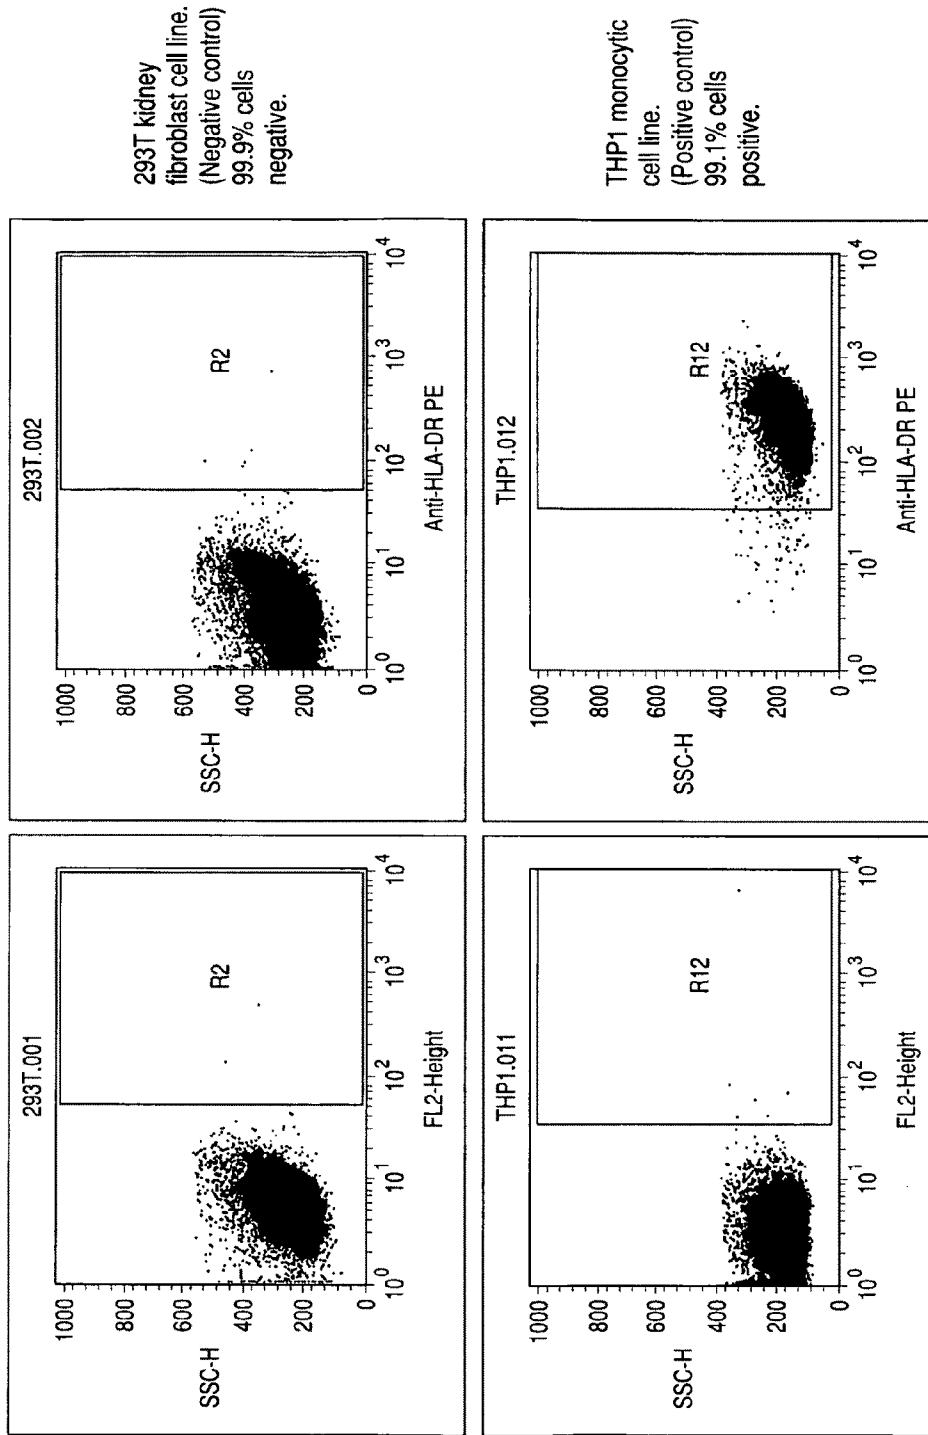 293T.001
1000
800
600
400
200
0
SSC-H
R2
10^0 10^1 10^2 10^3 10^4
FL2-Height
293T.002
1000
800
600
400
200
0
SSC-H
R2
10^0 10^1 10^2 10^3 10^4
Anti-HLA-DR PE
293T kidney
fibroblast cell line.
(Negative control)
99.9% cells
negative.
THP1.011
1000
800
600
400
200
0
SSC-H
R12
10^0 10^1 10^2 10^3 10^4
FL2-Height
THP1.012
1000
800
600
400
200
0
SSC-H
R12
10^0 10^1 10^2 10^3 10^4
Anti-HLA-DR PE
THP1 monocytic
cell line.
(Positive control)
99.1% cells
positive.